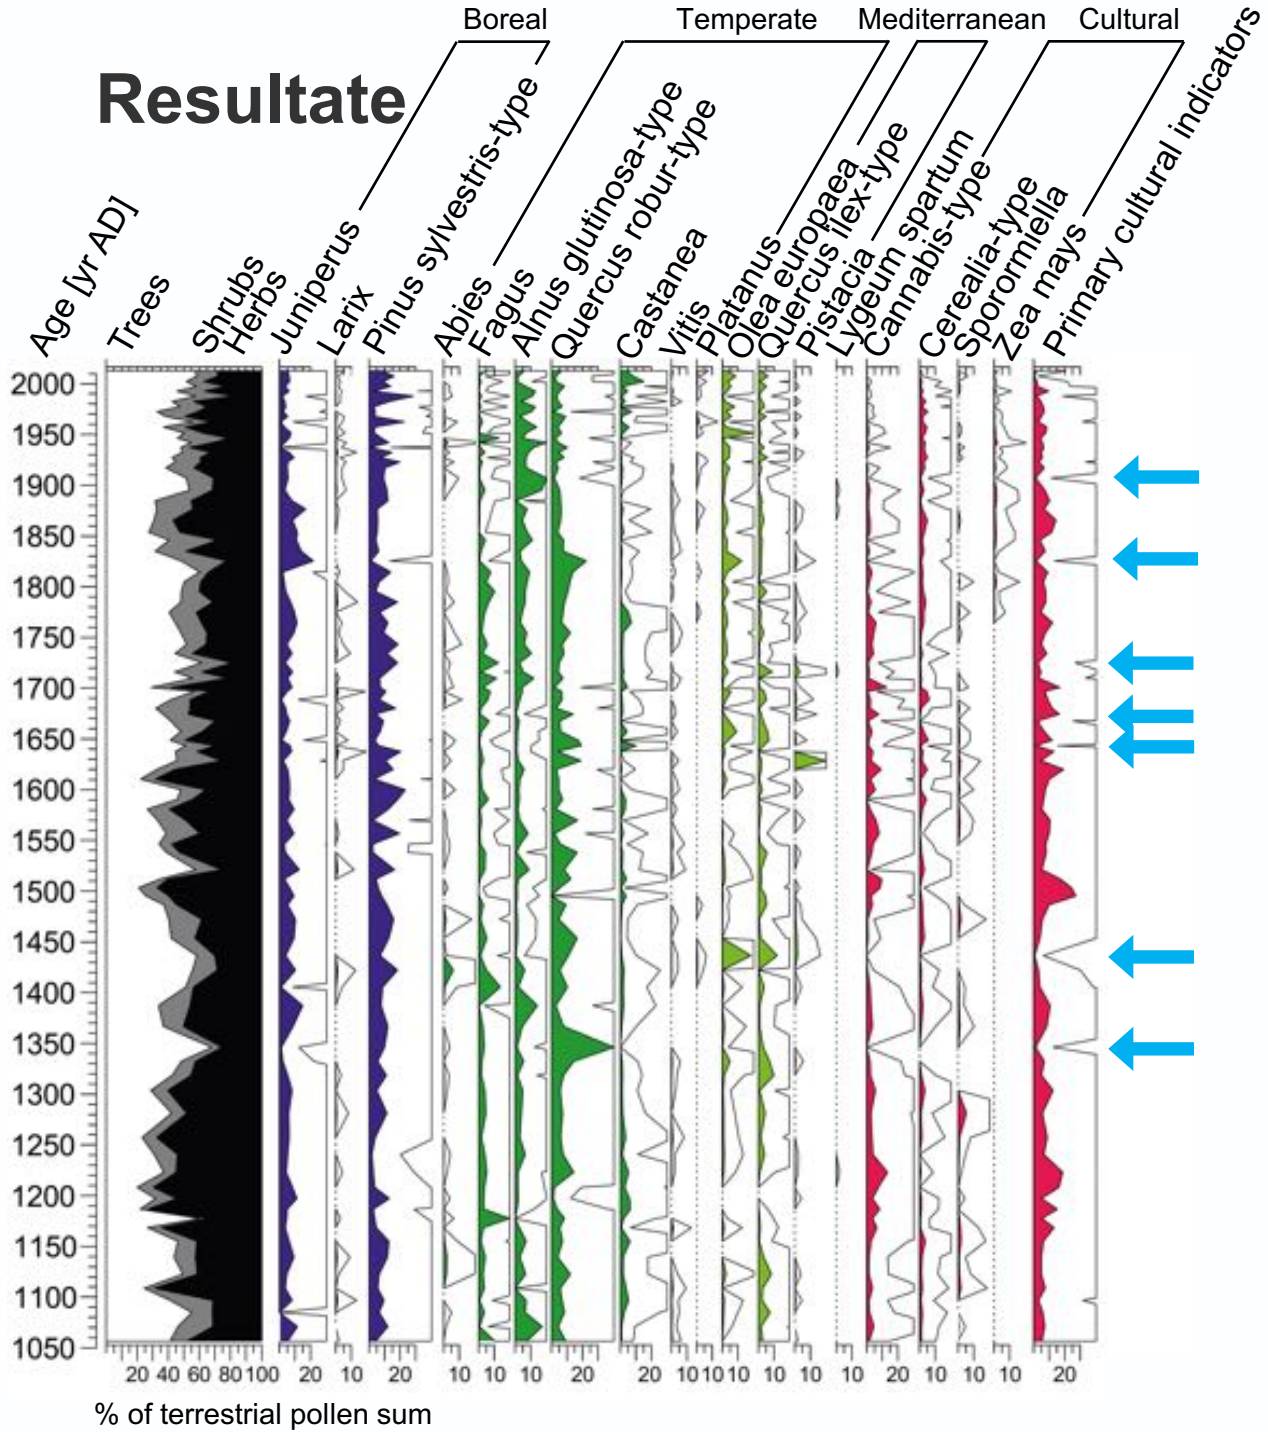 Boreal Temperate Mediterranean Cultural
Resultate
Age [yr AD]
Trees
Shrubs
Herbs
Juniperus
Larix
Pinus sylvestris-type
Abies
Fagus
Alnus glutinosa-type
Quercus robur-type
Castanea
Vitis
Platanus
Olea europaea
Quercus ilex-type
Pistacia
Lygeum spartum
Cannabis-type
Cerealia-type
Sporormiella
Zea mays
Primary cultural indicators
2000
1950
1900
1850
1800
1750
1700
1650
1600
1550
1500
1450
1400
1350
1300
1250
1200
1150
1100
1050
20 40 60 80 100 20 10 20 10 10 10 20 20 10 10 10 10 10 10 20 10 10 10 20
% of terrestrial pollen sum